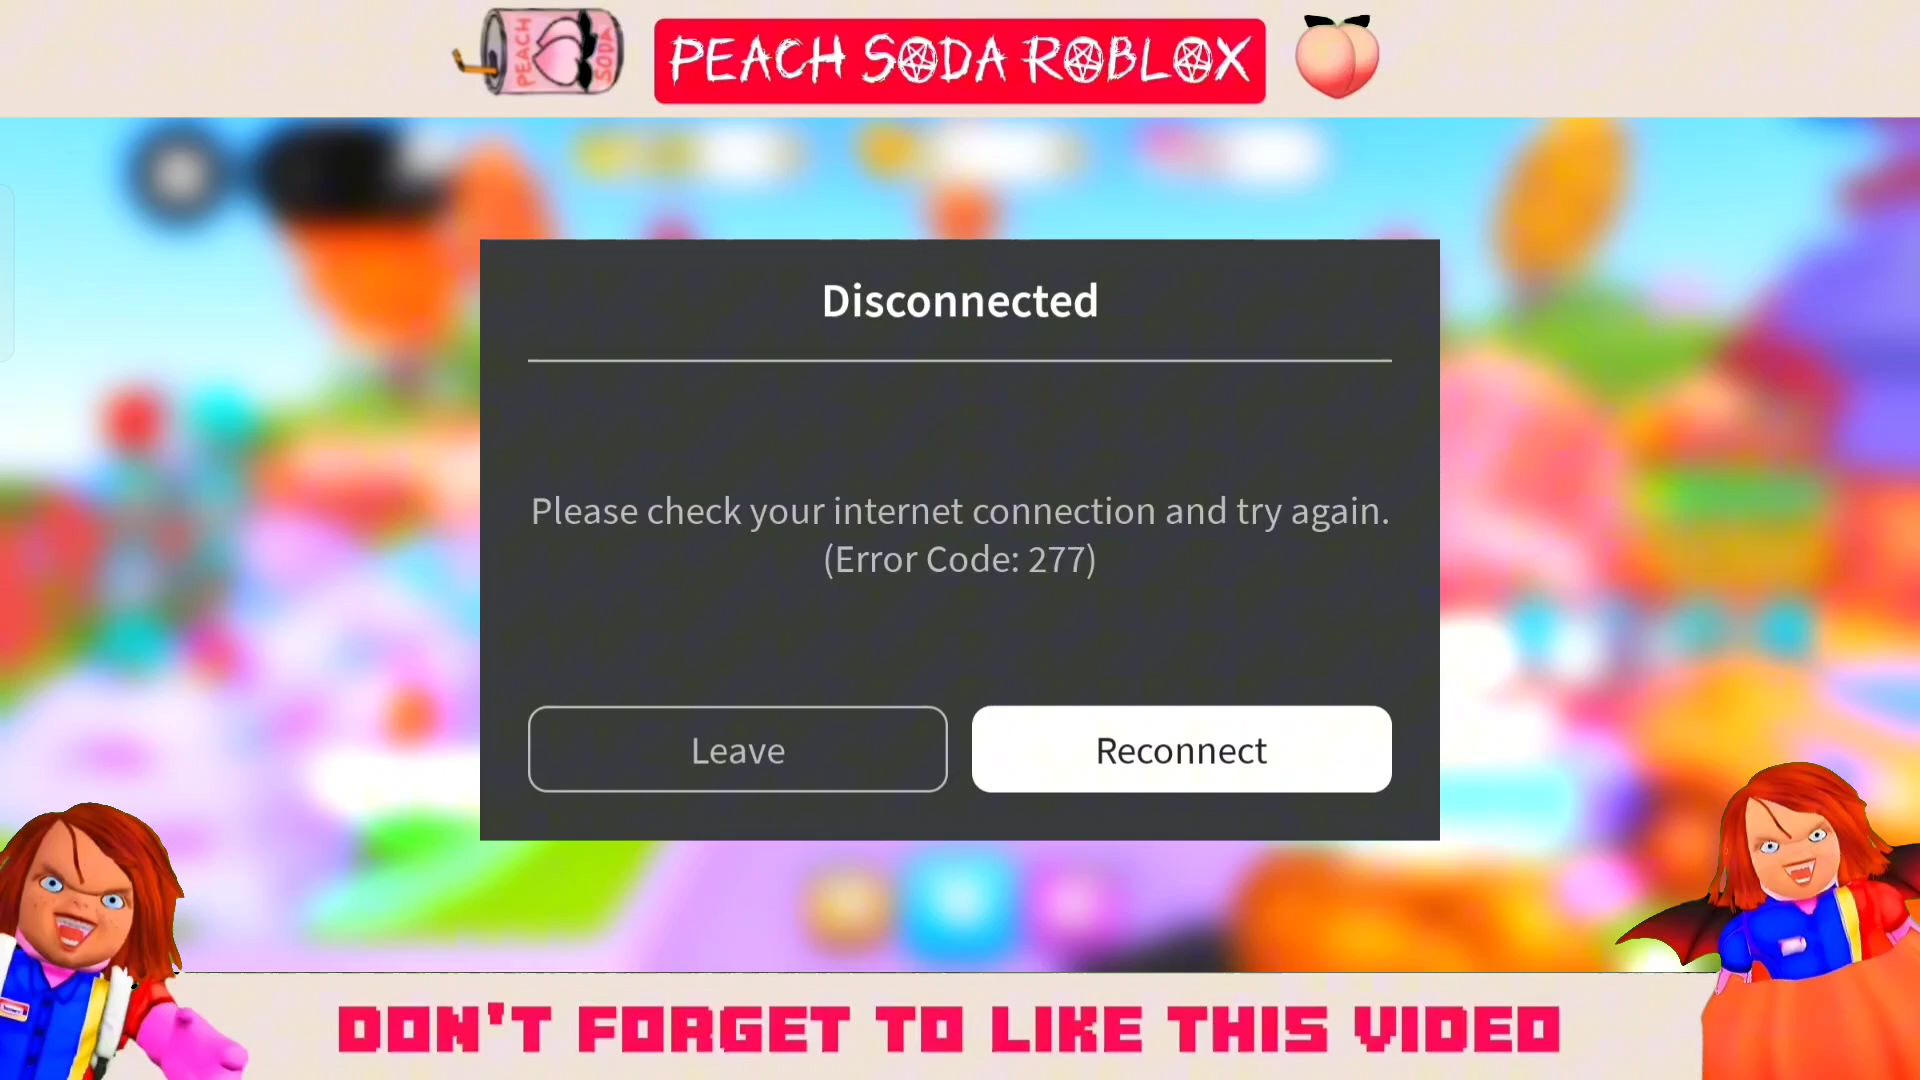 PEACH SODA
PEACH SODA ROBLOX
Disconnected
Please check your internet connection and try again.
(Error Code: 277)
Leave
Reconnect
DON'T FORGET TO LIKE THIS VIDEO